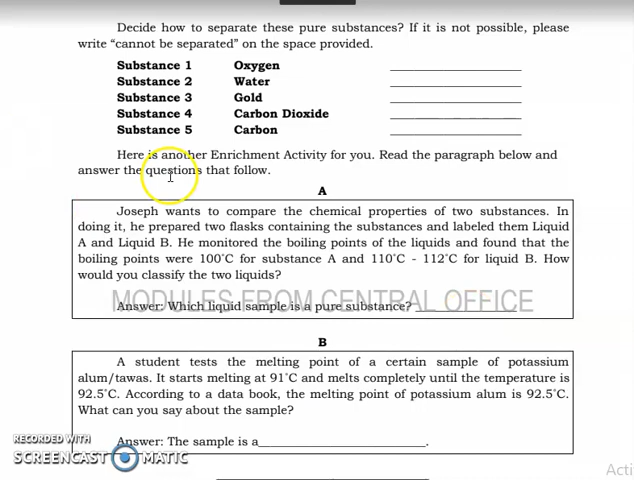 Decide how to separate these pure substances? If it is not possible, please
write “cannot be separated” on the space provided.
Substance 1 Oxygen
Substance 2 Water
Substance 3 Gold
Substance 4 Carbon Dioxide
Substance 5 Carbon
Here is another Enrichment Activity for you. Read the paragraph below and
answer the questions that follow.
A
Joseph wants to compare the chemical properties of two substances. In
doing it, he prepared two flasks containing the substances and labeled them Liquid
A and Liquid B. He monitored the boiling points of the liquids and found that the
boiling points were 100˚C for substance A and 110˚C - 112˚C for liquid B. How
would you classify the two liquids?
MODULES FROM CENTRAL OFFICE
Answer: Which liquid sample is a pure substance? ____________
B
A student tests the melting point of a certain sample of potassium
alum/tawas. It starts melting at 91˚C and melts completely until the temperature is
92.5˚C. According to a data book, the melting point of potassium alum is 92.5˚C.
What can you say about the sample?
Answer: The sample is a____________________.
RECORDED WITH
SCREENCAST MATIC
Acti